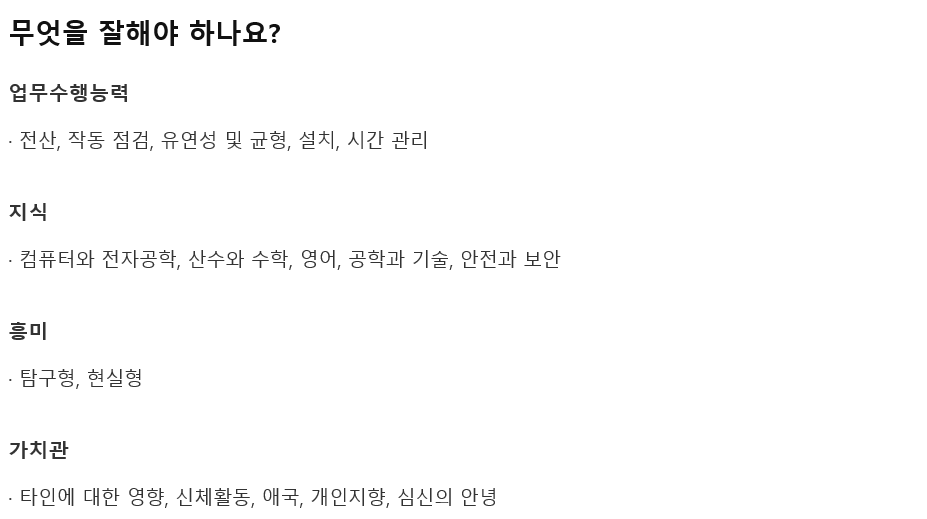 무엇을 잘해야 하나요?
업무수행능력
· 전산, 작동 점검, 유연성 및 균형, 설치, 시간 관리
지식
· 컴퓨터와 전자공학, 산수와 수학, 영어, 공학과 기술, 안전과 보안
흥미
· 탐구형, 현실형
가치관
· 타인에 대한 영향, 신체활동, 애국, 개인지향, 심신의 안녕